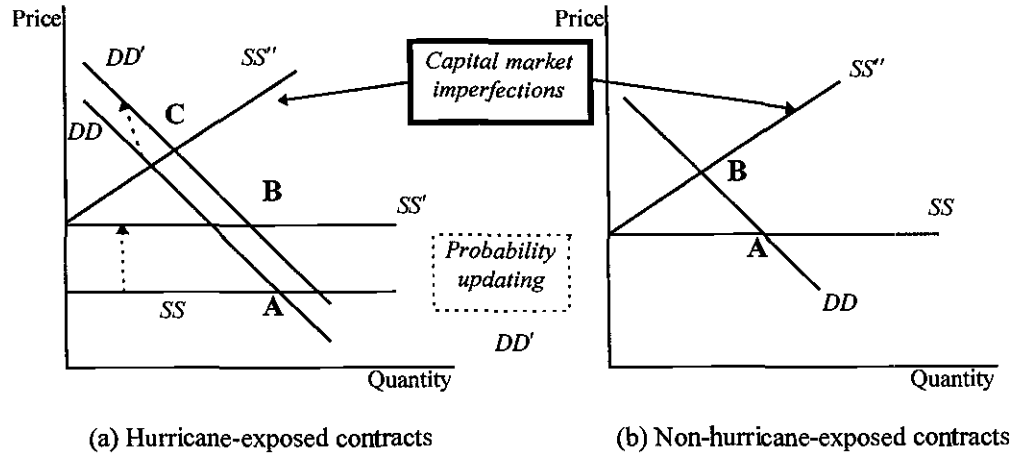 Price
DD'
SS''
Capital market
imperfections
Price
SS''
C
DD
B
B
SS'
SS
Probability
updating
A
SS
A
DD'
DD
Quantity
Quantity
(a) Hurricane-exposed contracts
(b) Non-hurricane-exposed contracts